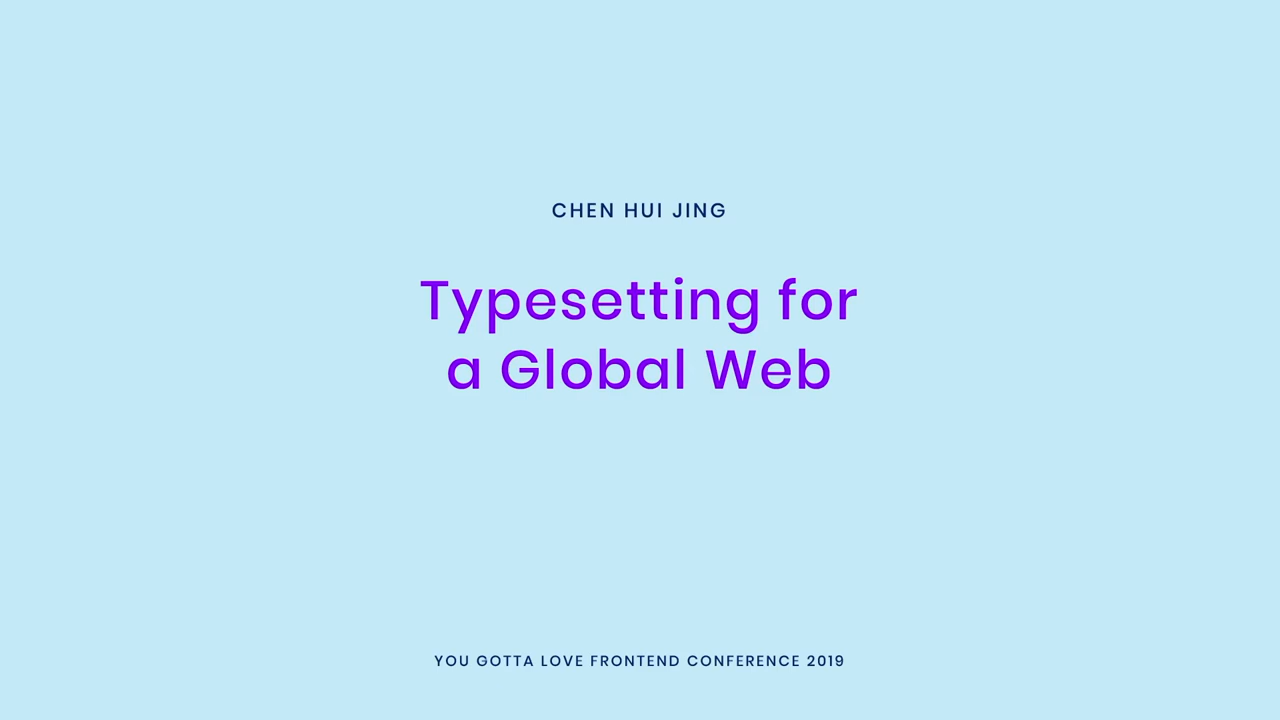 CHEN HUI JING
Typesetting for
a Global Web
YOU GOTTA LOVE FRONTEND CONFERENCE 2019